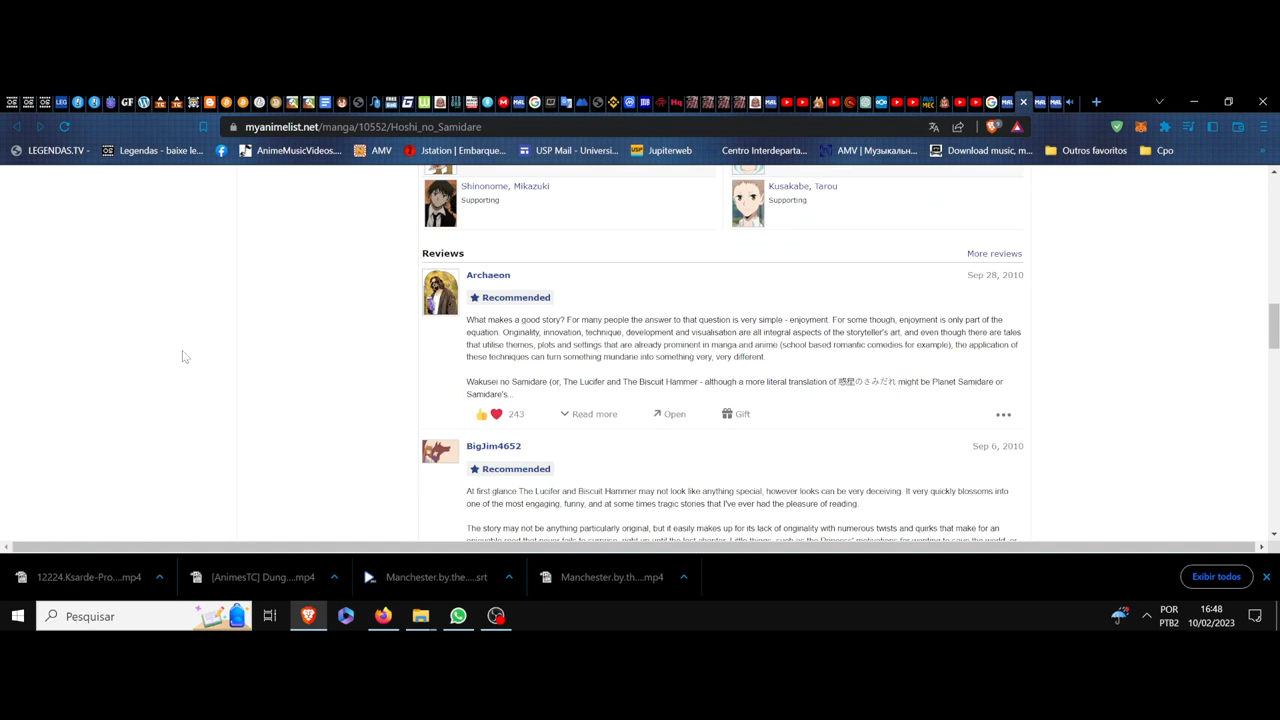 myanimelist.net/manga/10552/Hoshi_no_Samidare
LEGENDAS.TV -
Legendas - baixe le...
AnimeMusicVideos....
AMV
Jstation | Embarque...
USP Mail - Universi...
Jupiterweb
Centro Interdeparta...
AMV | Музыкальн...
Download music, m...
Outros favoritos
Cpo
Shinonome, Mikazuki
Supporting
Kusakabe, Tarou
Supporting
Reviews
More reviews
Archaeon
Sep 28, 2010
Recommended
What makes a good story? For many people the answer to that question is very simple - enjoyment. For some though, enjoyment is only part of the
equation. Originality, innovation, technique, development and visualisation are all integral aspects of the storyteller's art, and even though there are tales
that utilise themes, plots and settings that are already prominent in manga and anime (school based romantic comedies for example), the application of
these techniques can turn something mundane into something very, very different.
Wakusei no Samidare (or, The Lucifer and The Biscuit Hammer - although a more literal translation of 惑星のさみだれ might be Planet Samidare or
Samidare's...
243
Read more
Open
Gift
BigJim4652
Sep 6, 2010
Recommended
At first glance The Lucifer and Biscuit Hammer may not look like anything special, however looks can be very deceiving. It very quickly blossoms into
one of the most engaging, funny, and at some times tragic stories that I've ever had the pleasure of reading.
The story may not be anything particularly original, but it easily makes up for its lack of originality with numerous twists and quirks that make for an
12224.Ksarde-Pro....mp4
[AnimesTC] Dung....mp4
Manchester.by.the.....srt
Manchester.by.th....mp4
Exibir todos
Pesquisar
POR
PTB2
16:48
10/02/2023